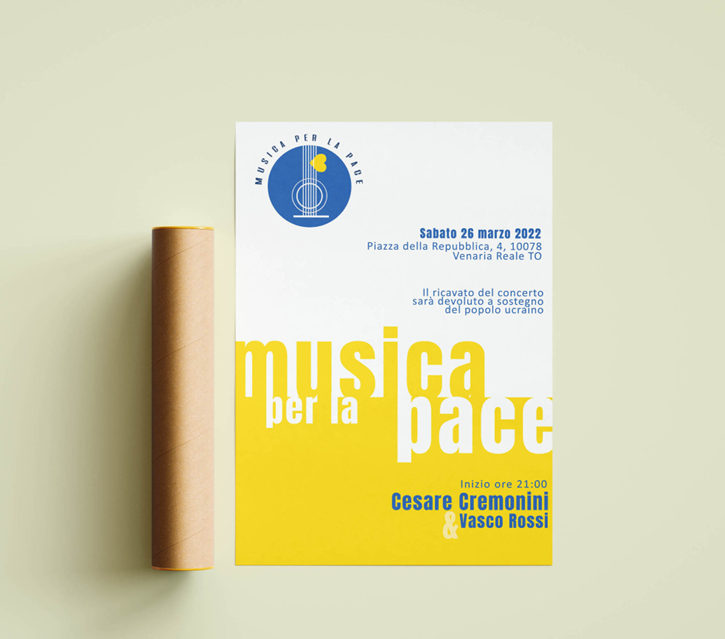 MUSICA PER LA PACE
Sabato 26 marzo 2022
Piazza della Repubblica, 4, 10078
Venaria Reale TO
Il ricavato del concerto
sarà devoluto a sostegno
del popolo ucraino
musica
per la pace
Inizio ore 21:00
Cesare Cremonini
& Vasco Rossi